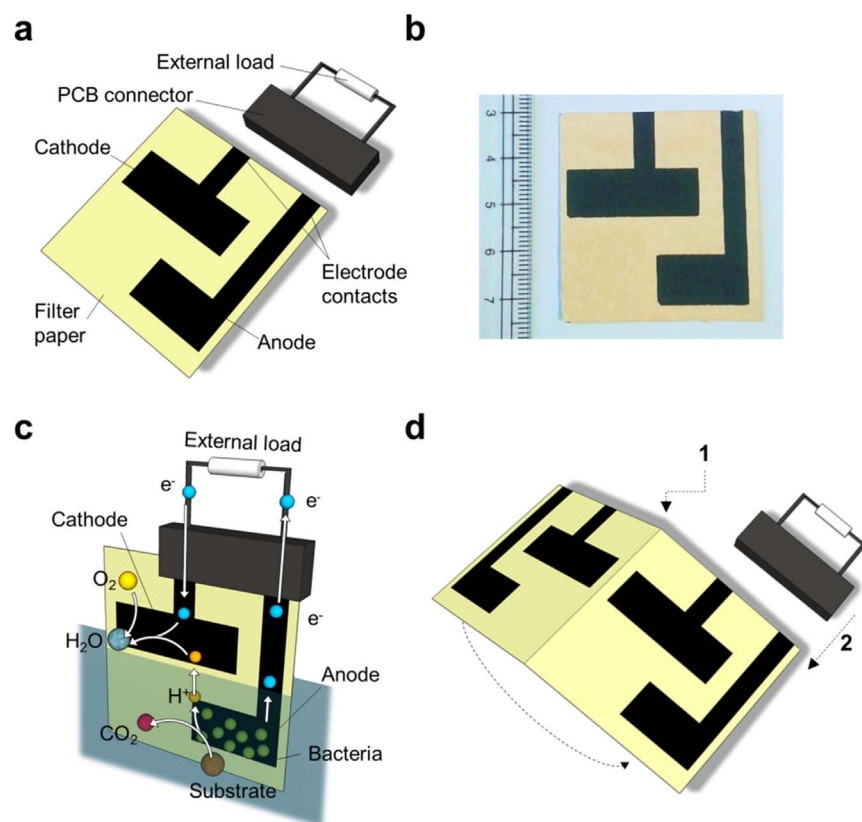 a
External load
PCB connector
Cathode
Electrode
contacts
Filter
paper
Anode
b
3
4
5
6
7
c
External load
e-
e-
Cathode
O2
e-
H2O
Anode
H+
CO2
Bacteria
Substrate
d
1
2